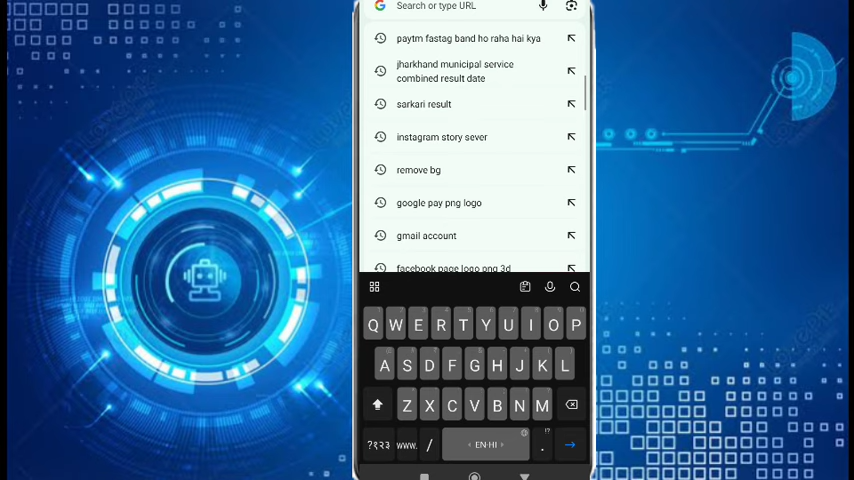 Search or type URL
paytm fastag band ho raha hai kya
jharkhand municipal service
combined result date
sarkari result
instagram story sever
remove bg
google pay png logo
gmail account
facebook page logo png 3d
Q W E R T Y U I O P
A S D F G H J K L
Z X C V B N M
?१२३ www. / EN·HI . !?